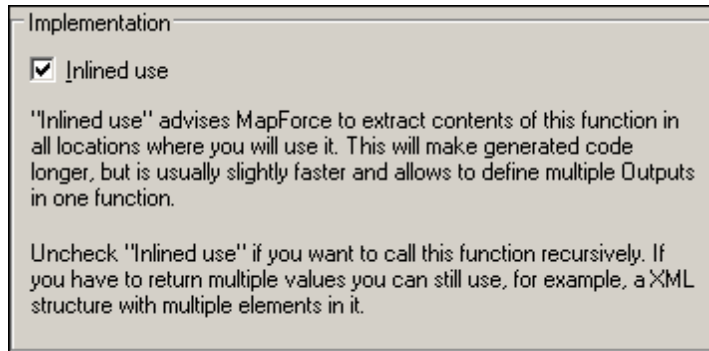 Implementation
Inlined use
"Inlined use" advises MapForce to extract contents of this function in
all locations where you will use it. This will make generated code
longer, but is usually slightly faster and allows to define multiple Outputs
in one function.
Uncheck "Inlined use" if you want to call this function recursively. If
you have to return multiple values you can still use, for example, a XML
structure with multiple elements in it.